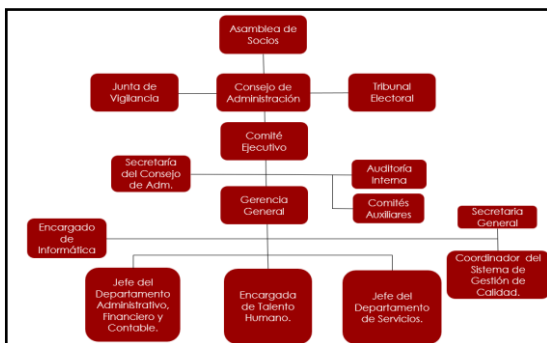 Asamblea de
Socios
Junta de
Vigilancia
Consejo de
Administración
Tribunal
Electoral
Comité
Ejecutivo
Secretaría
del Consejo
de Adm.
Auditoría
Interna
Gerencia
General
Comités
Auxiliares
Secretaría
General
Encargado
de
Informática
Coordinador del
Sistema de
Gestión de
Calidad.
Jefe del
Departamento
Administrativo,
Financiero y
Contable.
Encargada
de Talento
Humano.
Jefe del
Departamento
de Servicios.